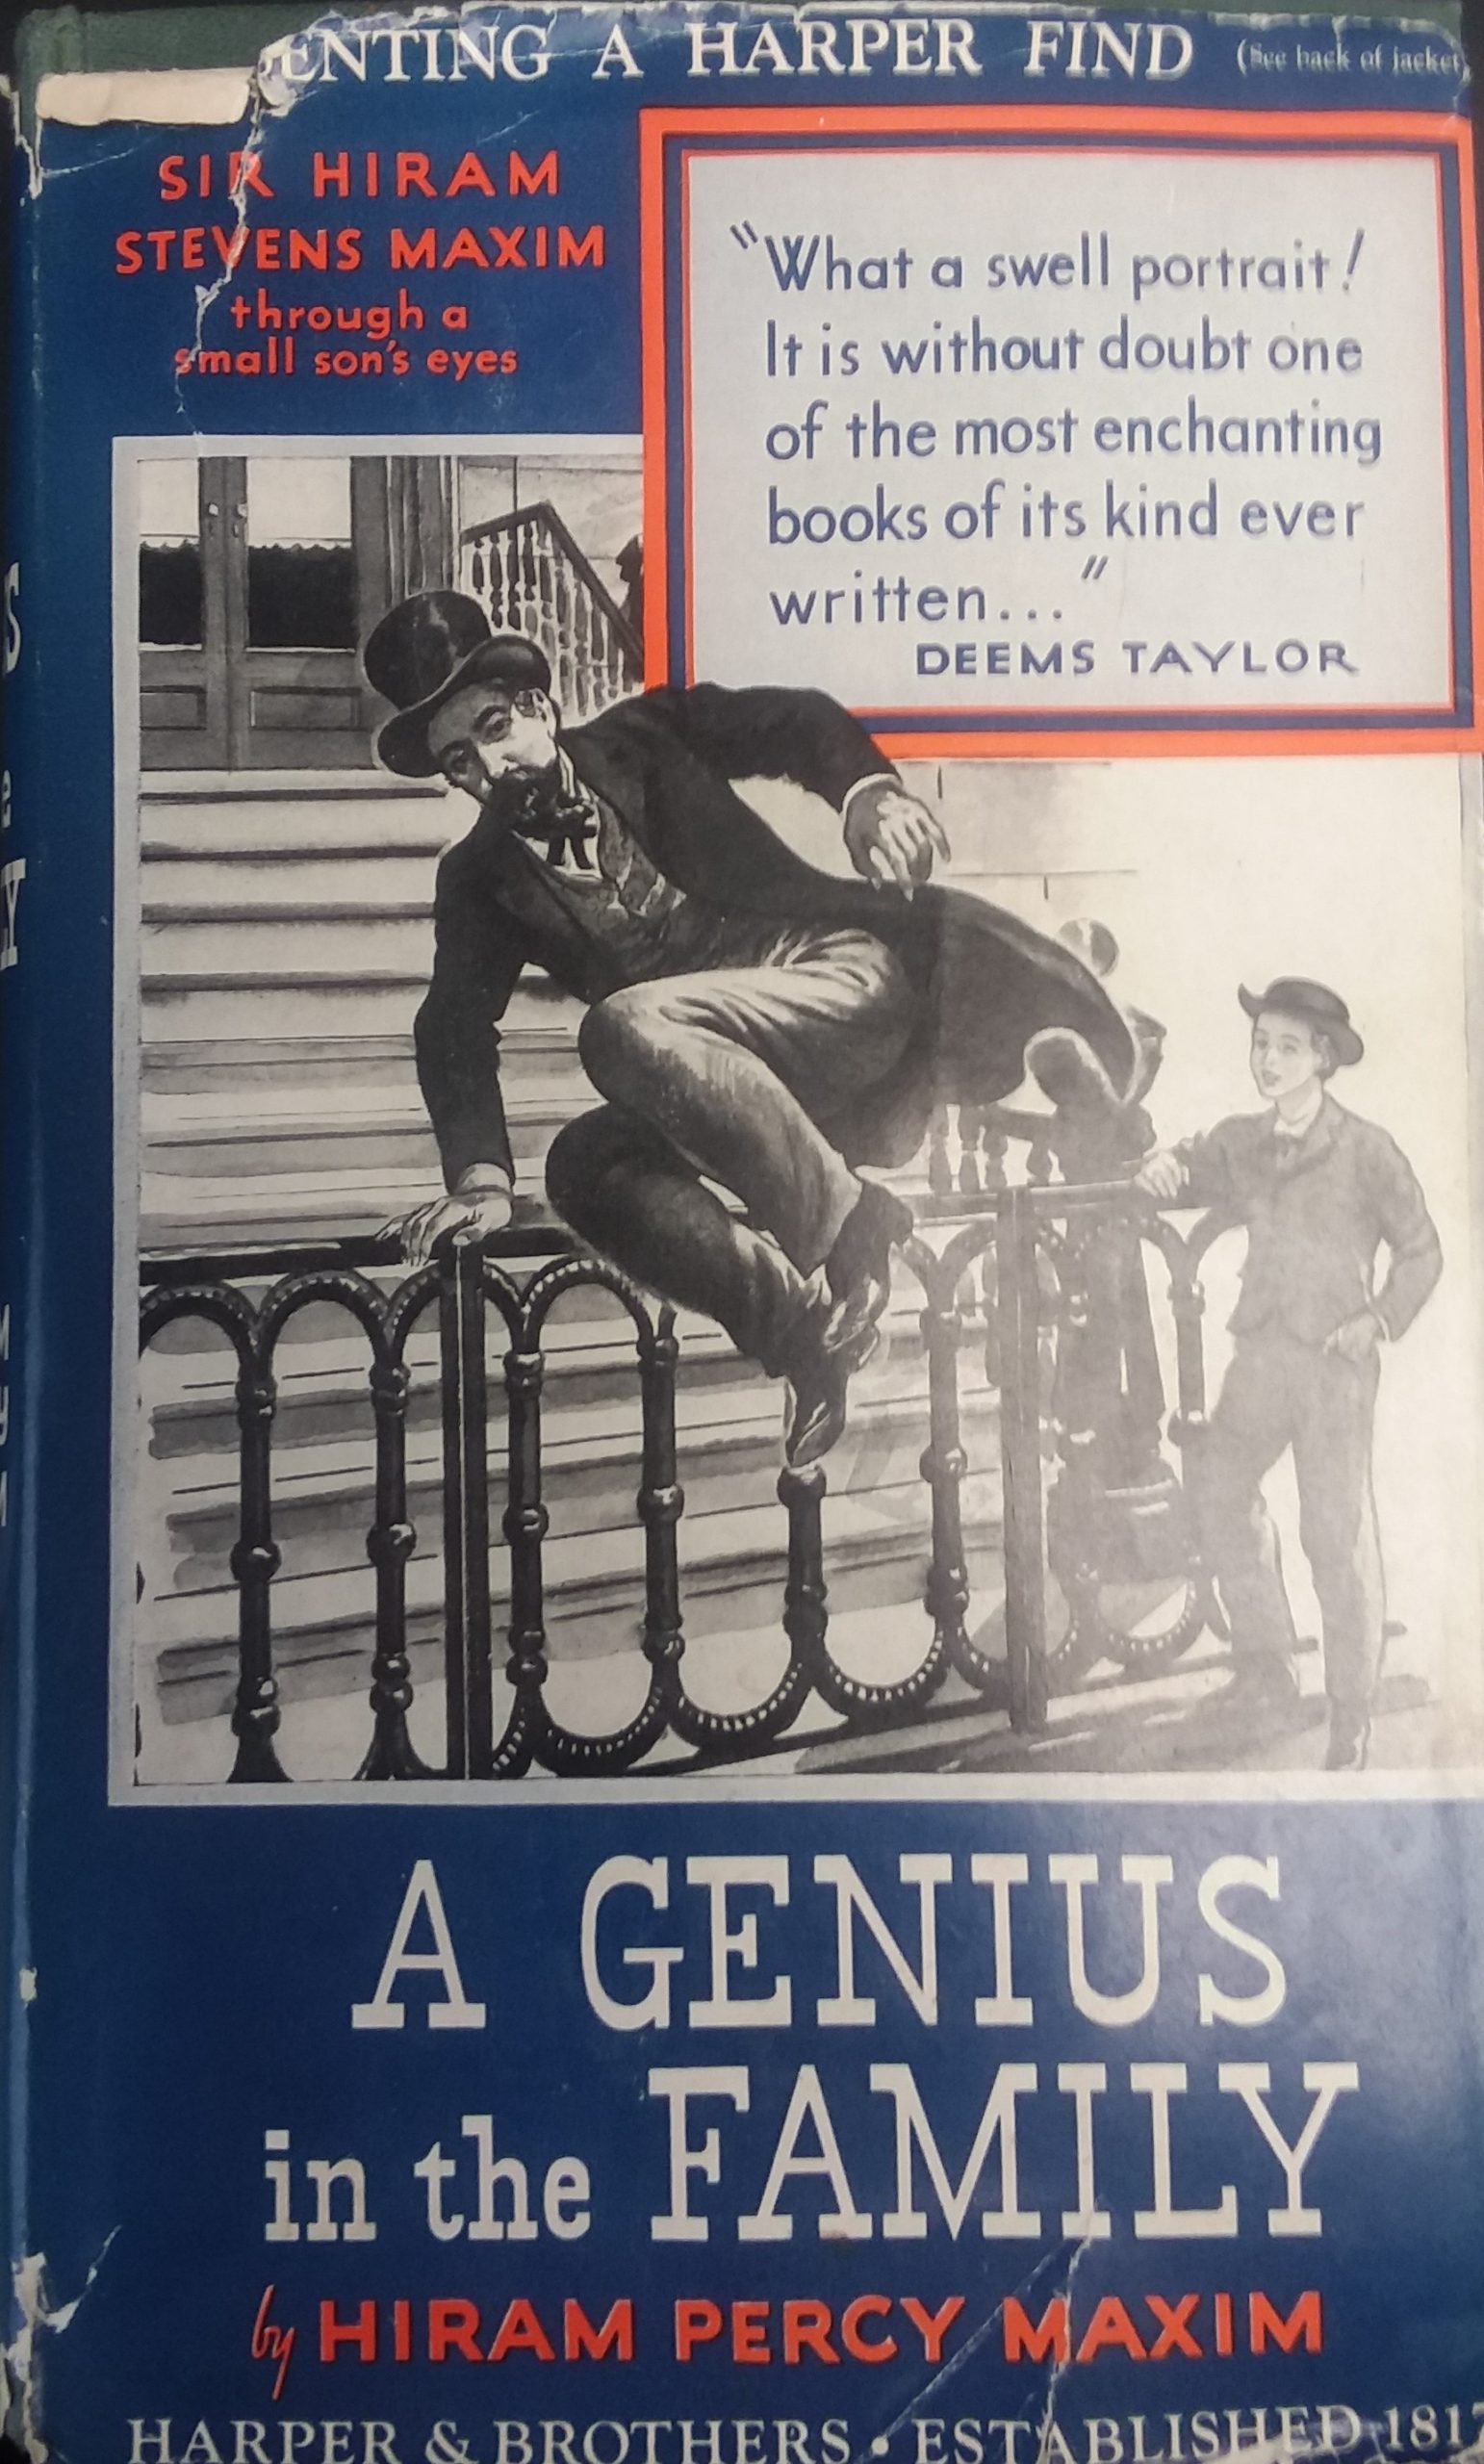 ENTING A HARPER FIND (See back of jacket)
SIR HIRAM
STEVENS MAXIM
through a
small son's eyes
"What a swell portrait!
It is without doubt one
of the most enchanting
books of its kind ever
written..."
DEEMS TAYLOR
A GENIUS
in the FAMILY
by HIRAM PERCY MAXIM
HARPER & BROTHERS • ESTABLISHED 1817